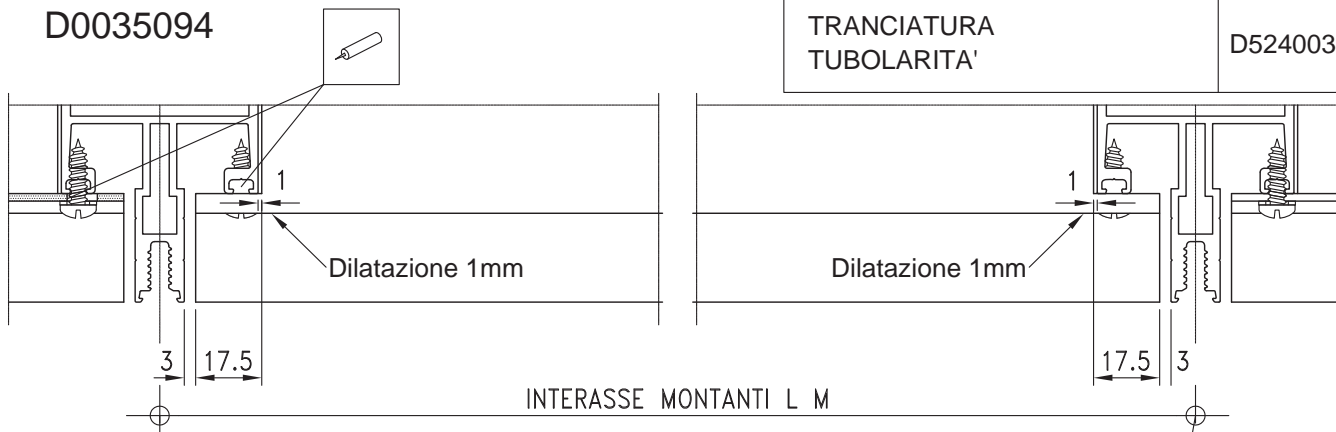 D0035094
TRANCIATURA
TUBOLARITA'
D524003
1
1
Dilatazione 1mm
Dilatazione 1mm
3
17.5
17.5
3
INTERASSE MONTANTI L M